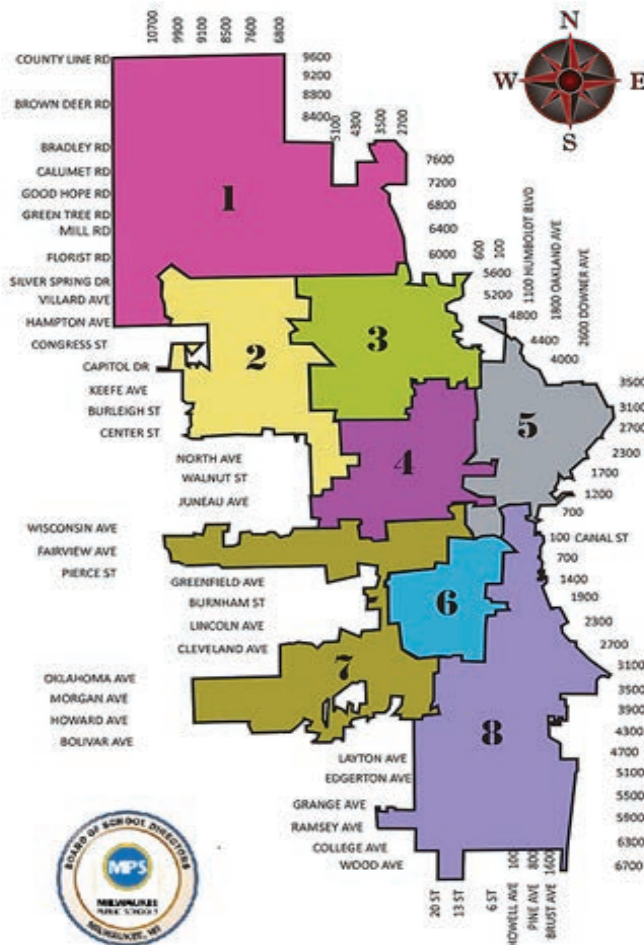 10700
9900
9100
8500
7600
6800
N
W
E
S
COUNTY LINE RD
9600
9200
BROWN DEER RD
8800
8400
5100
4300
3500
2700
BRADLEY RD
7600
CALUMET RD
7200
GOOD HOPE RD
1
6800
GREEN TREE RD
MILL RD
6400
FLORIST RD
6000
600
100
1100 HUMBOLDT BLVD
1800 OAKLAND AVE
2600 DOWNER AVE
SILVER SPRING DR
5600
VILLARD AVE
5200
HAMPTON AVE
4800
CONGRESS ST
4400
2
3
4000
CAPITOL DR
3500
KEEFE AVE
BURLEIGH ST
3100
CENTER ST
5
2700
NORTH AVE
4
2300
WALNUT ST
1700
JUNEAU AVE
1200
700
WISCONSIN AVE
100 CANAL ST
FAIRVIEW AVE
700
PIERCE ST
GREENFIELD AVE
1400
BURNHAM ST
6
1900
LINCOLN AVE
2300
CLEVELAND AVE
2700
7
3100
OKLAHOMA AVE
3500
MORGAN AVE
3900
HOWARD AVE
8
4300
BOLIVAR AVE
4700
LAYTON AVE
5100
EDGERTON AVE
5500
GRANGE AVE
5900
RAMSEY AVE
6300
COLLEGE AVE
WOOD AVE
6700
20 ST
13 ST
6 ST
HOWELL AVE 100
PINE AVE 800
BRUST AVE 1600
BOARD OF SCHOOL DIRECTORS
MPS
MILWAUKEE
PUBLIC SCHOOLS
MILWAUKEE, WI